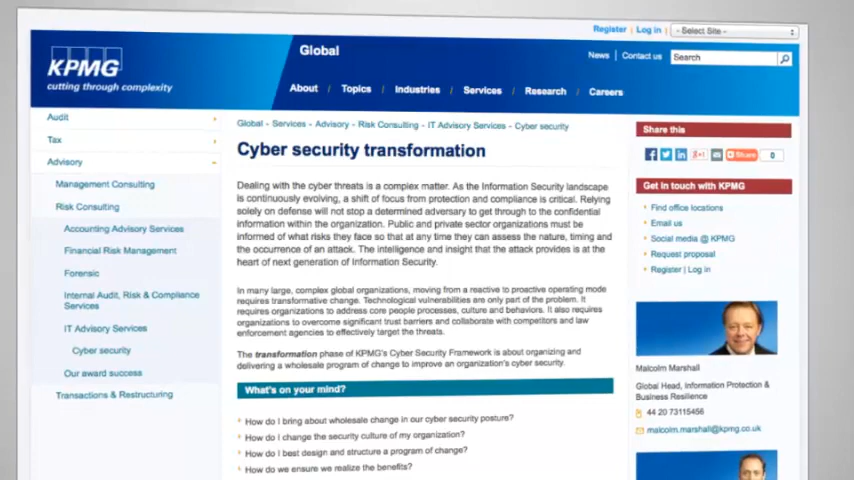 Register | Log in | - Select Site -
KPMG
cutting through complexity
Global
News | Contact us
Search
About / Topics / Industries / Services / Research / Careers
Audit
Tax
Advisory
Management Consulting
Risk Consulting
Accounting Advisory Services
Financial Risk Management
Forensic
Internal Audit, Risk & Compliance
Services
IT Advisory Services
Cyber security
Our award success
Transactions & Restructuring
Global - Services - Advisory - Risk Consulting - IT Advisory Services - Cyber security
Cyber security transformation
Dealing with the cyber threats is a complex matter. As the Information Security landscape
is continuously evolving, a shift of focus from protection and compliance is critical. Relying
solely on defense will not stop a determined adversary to get through to the confidential
information within the organization. Public and private sector organizations must be
informed of what risks they face so that at any time they can assess the nature, timing and
the occurrence of an attack. The intelligence and insight that the attack provides is at the
heart of next generation of Information Security.
In many large, complex global organizations, moving from a reactive to proactive operating mode
requires transformative change. Technological vulnerabilities are only part of the problem. It
requires organizations to address core people processes, culture and behaviors. It also requires
organizations to overcome significant trust barriers and collaborate with competitors and law
enforcement agencies to effectively target the threats.
The transformation phase of KPMG's Cyber Security Framework is about organizing and
delivering a wholesale program of change to improve an organization's cyber security.
What's on your mind?
How do I bring about wholesale change in our cyber security posture?
How do I change the security culture of my organization?
How do I best design and structure a program of change?
How do we ensure we realize the benefits?
Share this
Share 0
Get in touch with KPMG
Find office locations
Email us
Social media @ KPMG
Request proposal
Register | Log in
Malcolm Marshall
Global Head, Information Protection &
Business Resilience
44 20 73115456
malcolm.marshall@kpmg.co.uk